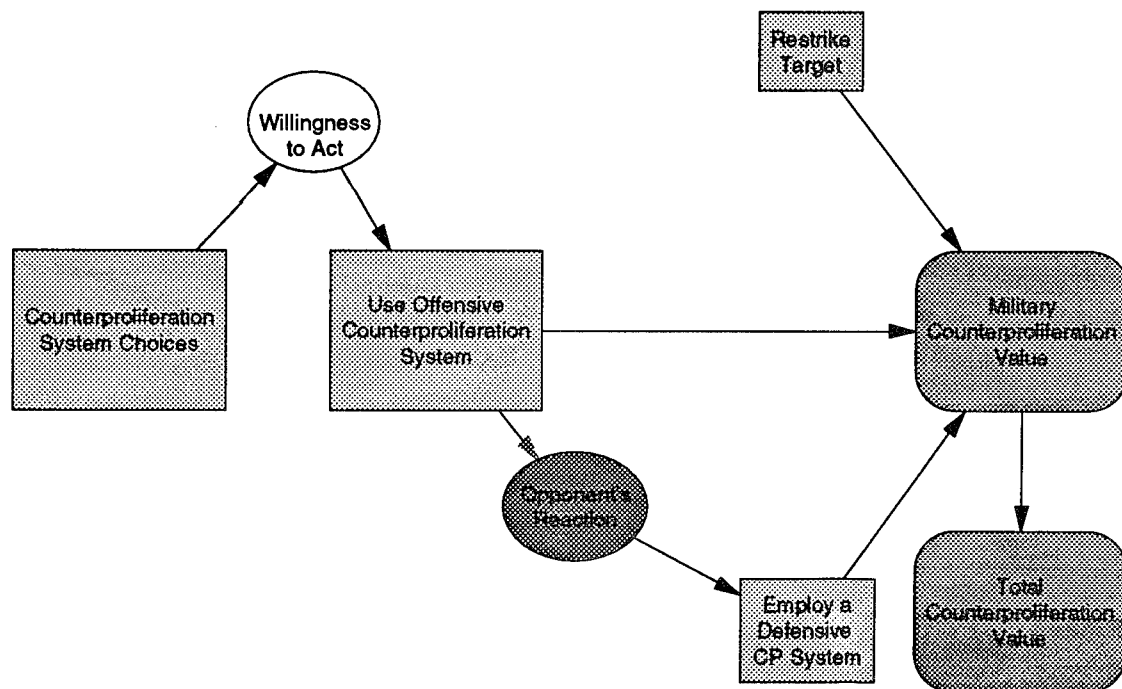 Restrike
Target
Willingness
to Act
Counterproliferation
System Choices
Use Offensive
Counterproliferation
System
Military
Counterproliferation
Value
Opponent's
Reaction
Employ a
Defensive
CP System
Total
Counterproliferation
Value